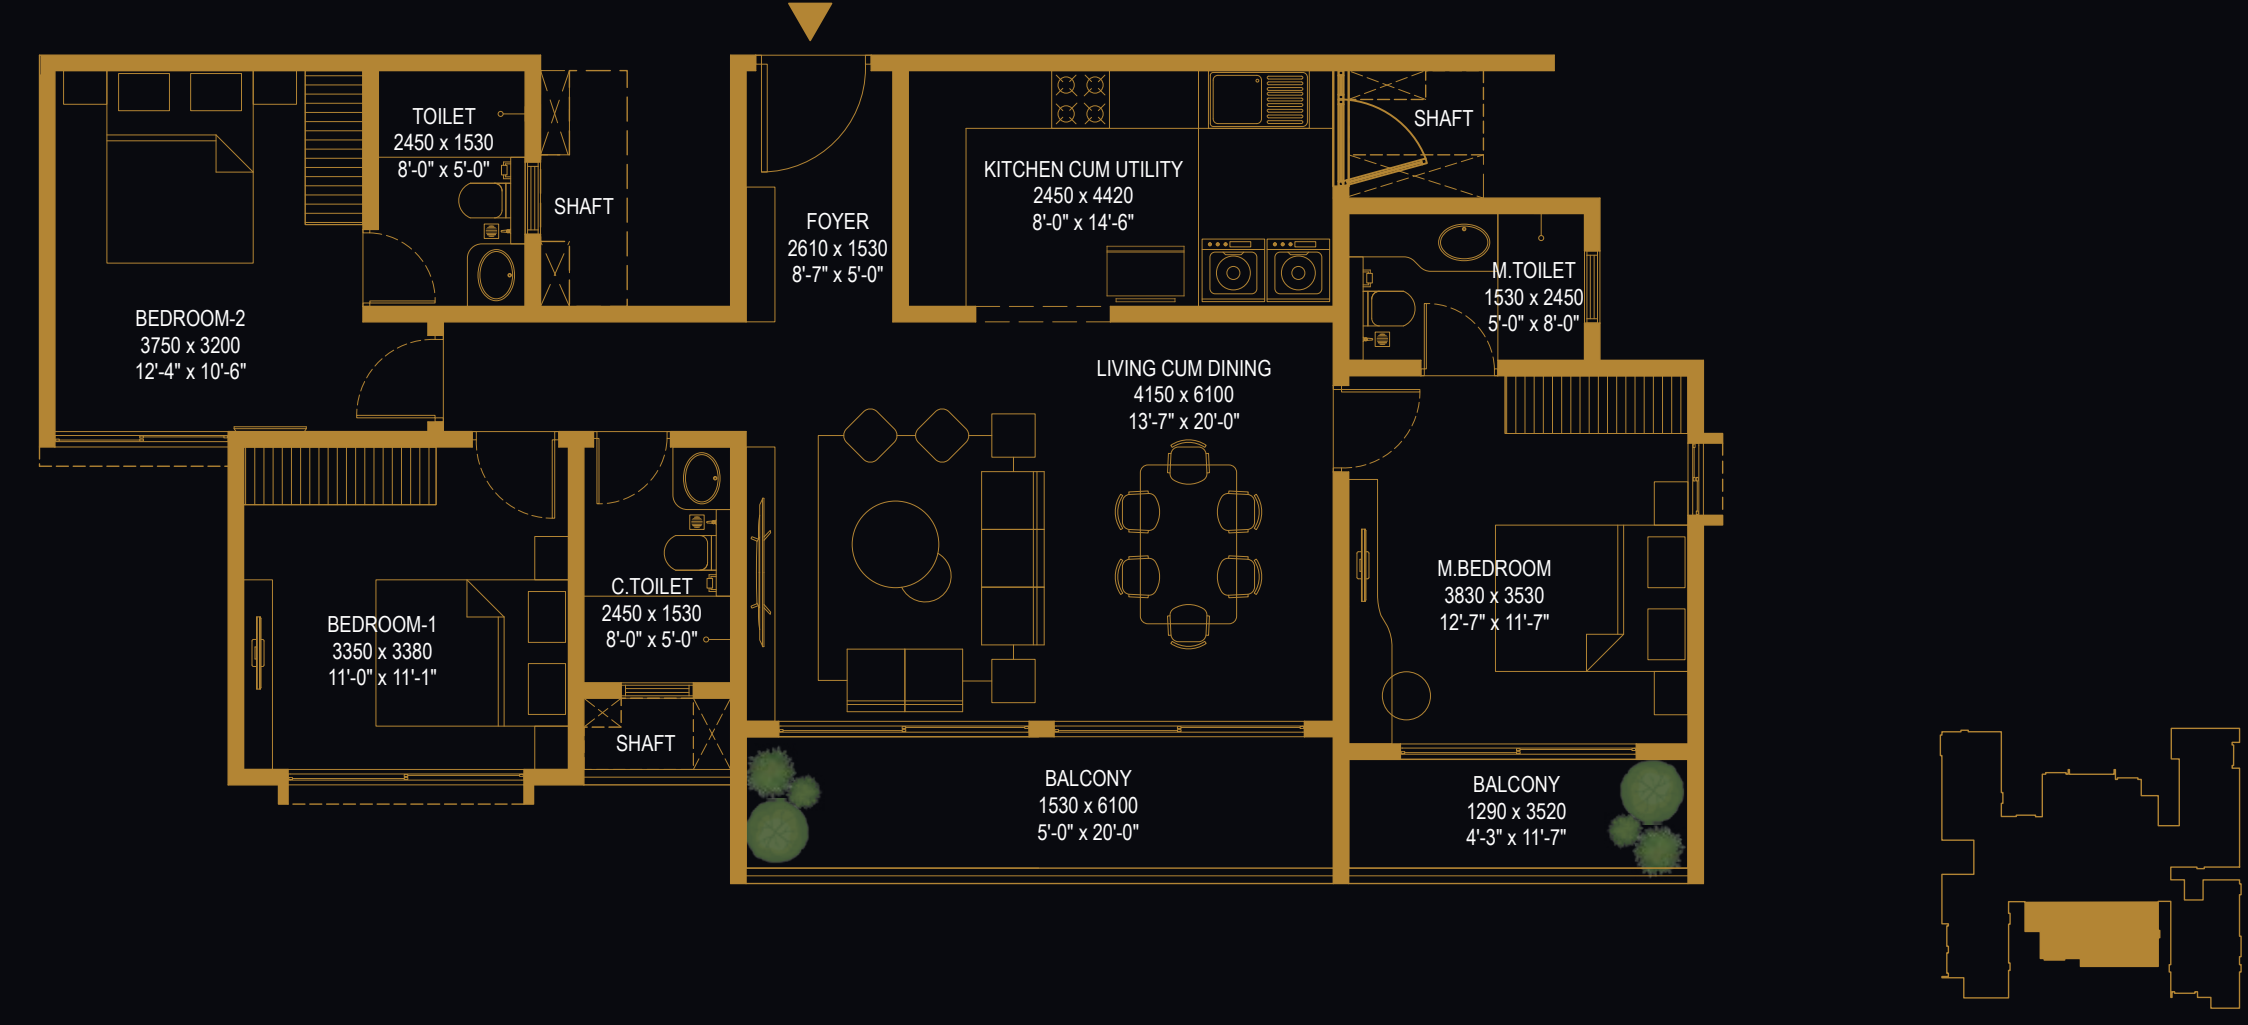 TOILET
2450 x 1530
8'-0" x 5'-0"
SHAFT
FOYER
2610 x 1530
8'-7" x 5'-0"
KITCHEN CUM UTILITY
2450 x 4420
8'-0" x 14'-6"
SHAFT
M.TOILET
1530 x 2450
5'-0" x 8'-0"
BEDROOM-2
3750 x 3200
12'-4" x 10'-6"
LIVING CUM DINING
4150 x 6100
13'-7" x 20'-0"
BEDROOM-1
3350 x 3380
11'-0" x 11'-1"
C.TOILET
2450 x 1530
8'-0" x 5'-0"
M.BEDROOM
3830 x 3530
12'-7" x 11'-7"
SHAFT
BALCONY
1530 x 6100
5'-0" x 20'-0"
BALCONY
1290 x 3520
4'-3" x 11'-7"